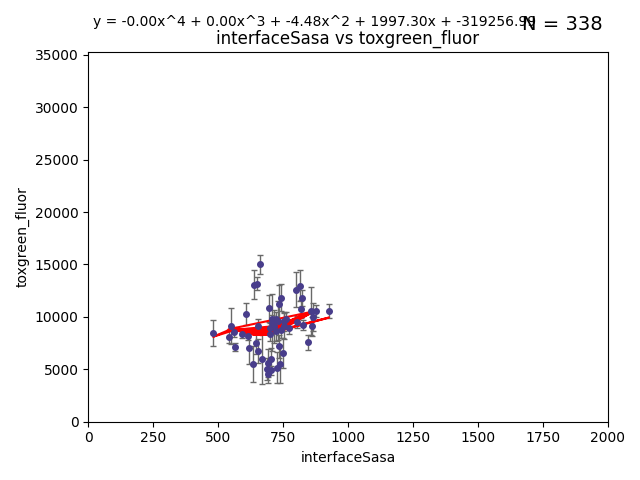 y = -0.00x^4 + 0.00x^3 + -4.48x^2 + 1997.30x + -319256.99
N = 338
interfaceSasa vs toxgreen_fluor
35000
30000
25000
20000
15000
10000
5000
0
toxgreen_fluor
0 250 500 750 1000 1250 1500 1750 2000
interfaceSasa